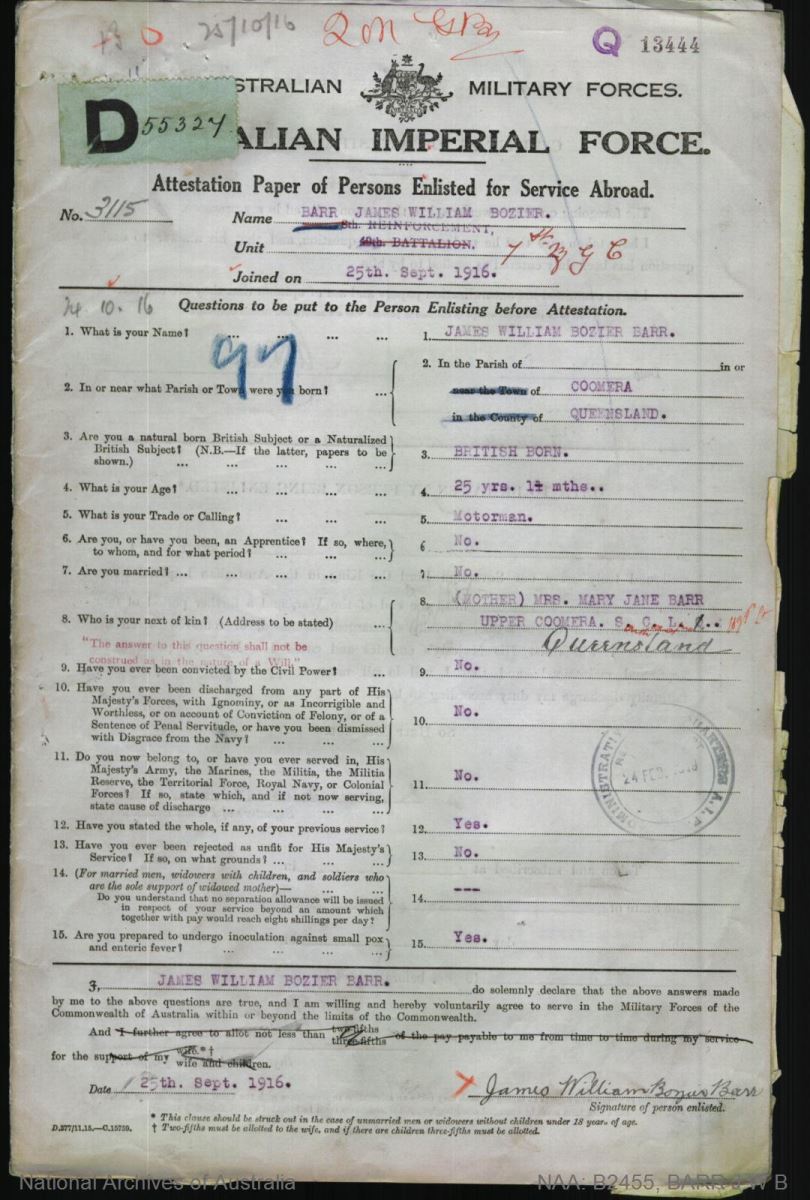 25/10/16
Q 13444
STRALIAN MILITARY FORCES.
D 55327
ALIAN IMPERIAL FORCE.
Attestation Paper of Persons Enlisted for Service Abroad.
No. 3115
Name BARR JAMES WILLIAM BOZIER.
8th. REINFORCEMENT,
Unit 49th. BATTALION.
Joined on 25th. Sept. 1916.
24 10. 16
Questions to be put to the Person Enlisting before Attestation.
97
1. What is your Name? ... ... ... ... 1. JAMES WILLIAM BOZIER BARR.
2. In or near what Parish or Town were you born? ... 2. In the Parish of in or
near the Town of COOMERA
in the County of QUEENSLAND.
3. Are you a natural born British Subject or a Naturalized
British Subject? (N.B.—If the latter, papers to be
shown.) ... ... ... ... ... 3. BRITISH BORN.
4. What is your Age? ... ... ... ... 4. 25 yrs. 11 mths..
5. What is your Trade or Calling? ... ... ... 5. Motorman.
6. Are you, or have you been, an Apprentice? If so, where,
to whom, and for what period? ... ... ... 6 No.
7. Are you married? ... ... ... ... ... 7. No.
8. Who is your next of kin? (Address to be stated) ... 8. (MOTHER) MRS. MARY JANE BARR
UPPER COOMERA. S. C. L.
Queensland
"The answer to this question shall not be
construed as in the nature of a Will."
9. Have you ever been convicted by the Civil Power? ... 9. No.
10. Have you ever been discharged from any part of His
Majesty's Forces, with Ignominy, or as Incorrigible and
Worthless, or on account of Conviction of Felony, or of a
Sentence of Penal Servitude, or have you been dismissed
with Disgrace from the Navy? ... ... ... 10. No.
11. Do you now belong to, or have you ever served in, His
Majesty's Army, the Marines, the Militia, the Militia
Reserve, the Territorial Force, Royal Navy, or Colonial
Forces? If so, state which, and if not now serving,
state cause of discharge ... ... ... ... 11. No.
24 FEB.
A.I.F.
12. Have you stated the whole, if any, of your previous service? 12. Yes.
13. Have you ever been rejected as unfit for His Majesty's
Service? If so, on what grounds? ... ... ... 13. No.
14. (For married men, widowers with children, and soldiers who
are the sole support of widowed mother)— ... ...
Do you understand that no separation allowance will be issued
in respect of your service beyond an amount which
together with pay would reach eight shillings per day? ... 14. ---
15. Are you prepared to undergo inoculation against small pox
and enteric fever? ... ... ... ... ... 15. Yes.
I, JAMES WILLIAM BOZIER BARR. do solemnly declare that the above answers made
by me to the above questions are true, and I am willing and hereby voluntarily agree to serve in the Military Forces of the
Commonwealth of Australia within or beyond the limits of the Commonwealth.
And I further agree to allot not less than two-fifths
three-fifths of the pay payable to me from time to time during my service
for the support of my wife.*†
wife and children.
Date 25th. Sept. 1916. James William Bozier Barr
Signature of person enlisted.
* This clause should be struck out in the case of unmarried men or widowers without children under 18 years of age.
D.277/11.15.—C.15759. † Two-fifths must be allotted to the wife, and if there are children three-fifths must be allotted.
National Archives of Australia NAA: B2455, BARR J W B